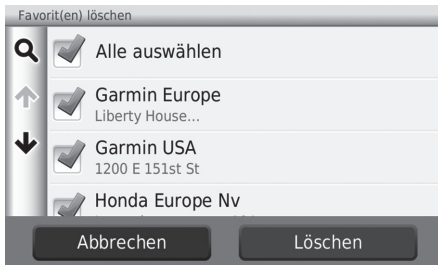 Favorit(en) löschen
Alle auswählen
Garmin Europe
Liberty House...
Garmin USA
1200 E 151st St
Honda Europe Nv
Abbrechen
Löschen